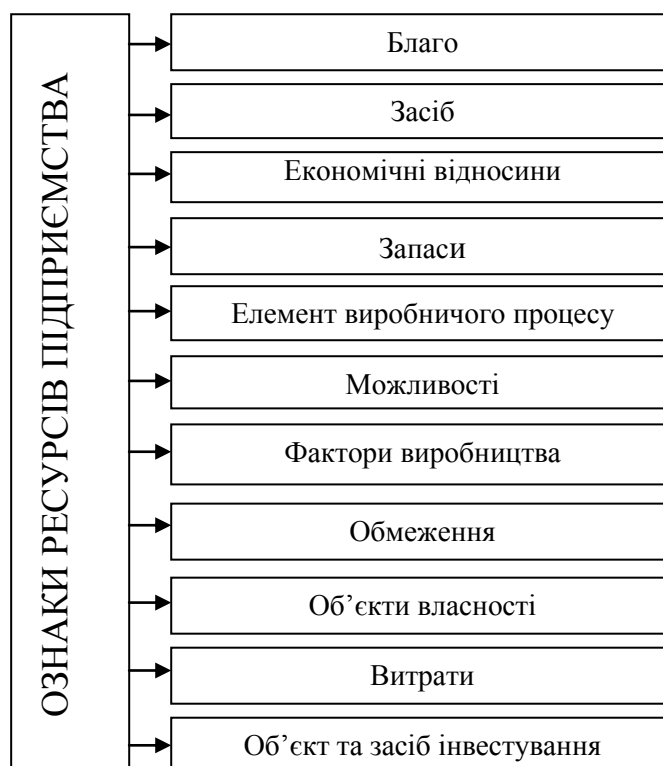 ОЗНАКИ РЕСУРСІВ ПІДПРИЄМСТВА
Благо
Засіб
Економічні відносини
Запаси
Елемент виробничого процесу
Можливості
Фактори виробництва
Обмеження
Об’єкти власності
Витрати
Об’єкт та засіб інвестування